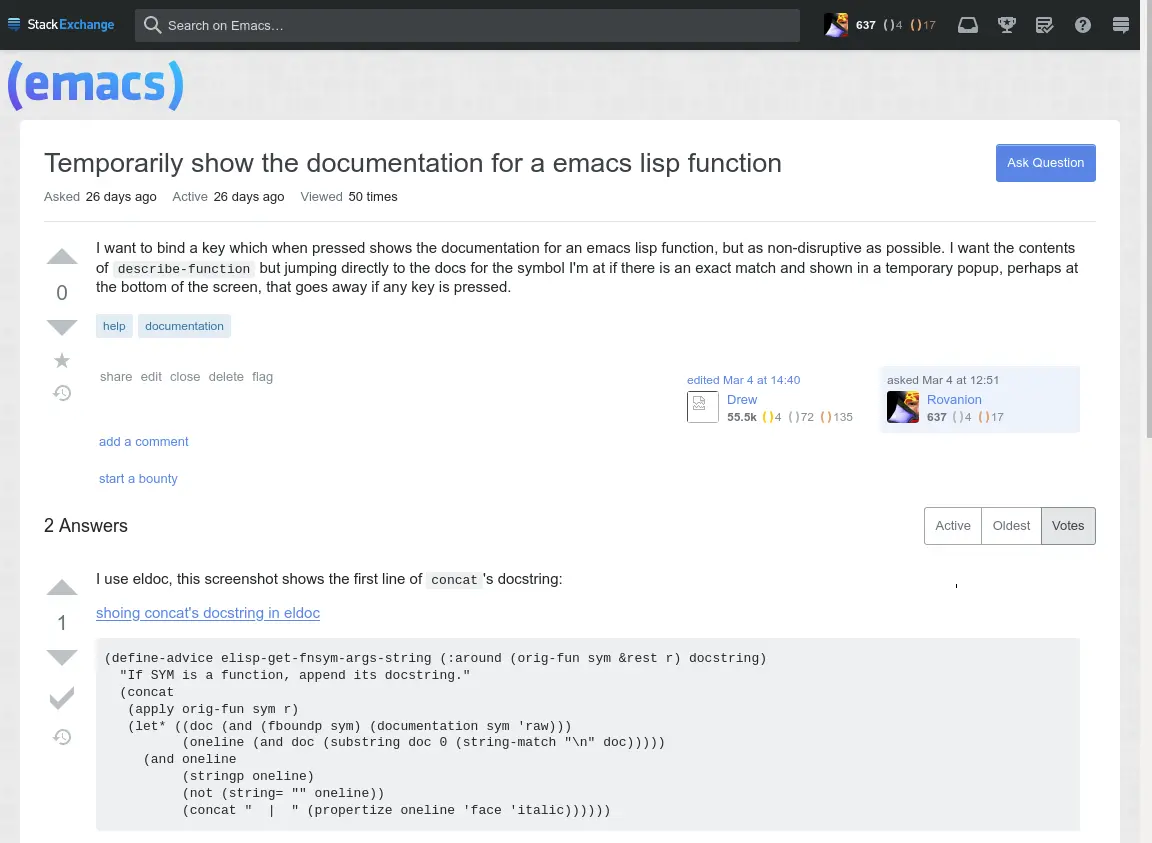 StackExchange
Search on Emacs…
637 ()4 ()17
(emacs)
Temporarily show the documentation for a emacs lisp function
Ask Question
Asked 26 days ago Active 26 days ago Viewed 50 times
I want to bind a key which when pressed shows the documentation for an emacs lisp function, but as non-disruptive as possible. I want the contents
of describe-function but jumping directly to the docs for the symbol I'm at if there is an exact match and shown in a temporary popup, perhaps at
the bottom of the screen, that goes away if any key is pressed.
0
help documentation
share edit close delete flag
edited Mar 4 at 14:40
Drew
55.5k ()4 ()72 ()135
asked Mar 4 at 12:51
Rovanion
637 ()4 ()17
add a comment
start a bounty
2 Answers
Active Oldest Votes
I use eldoc, this screenshot shows the first line of concat's docstring:
1
shoing concat's docstring in eldoc
(define-advice elisp-get-fnsym-args-string (:around (orig-fun sym &rest r) docstring)
"If SYM is a function, append its docstring."
(concat
(apply orig-fun sym r)
(let* ((doc (and (fboundp sym) (documentation sym 'raw)))
(oneline (and doc (substring doc 0 (string-match "\n" doc)))))
(and oneline
(stringp oneline)
(not (string= "" oneline))
(concat "  |  " (propertize oneline 'face 'italic))))))